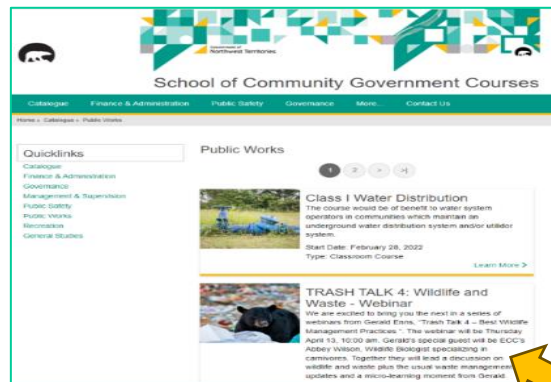 Government of
Northwest Territories
School of Community Government Courses
Catalogue Finance & Administration Public Safety Governance More... Contact Us
Home » Catalogue » Public Works
Quicklinks
Catalogue
Finance & Administration
Governance
Management & Supervision
Public Safety
Public Works
Recreation
General Studies
Public Works
1 2 > >|
Class I Water Distribution
The course would be of benefit to water system
operators in communities which maintain an
underground water distribution system and/or utilidor
system.
Start Date: February 28, 2022
Type: Classroom Course
Learn More >
TRASH TALK 4: Wildlife and
Waste - Webinar
We are excited to bring you the next in a series of
webinars from Gerald Enns, "Trash Talk 4 – Best Wildlife
Management Practices ". The webinar will be Thursday
April 13, 10:00 am. Gerald's special guest will be ECC's
Abbey Wilson, Wildlife Biologist specializing in
carnivores. Together they will lead a discussion on
wildlife and waste plus the usual waste management
updates and a micro-learning moment from Gerald.